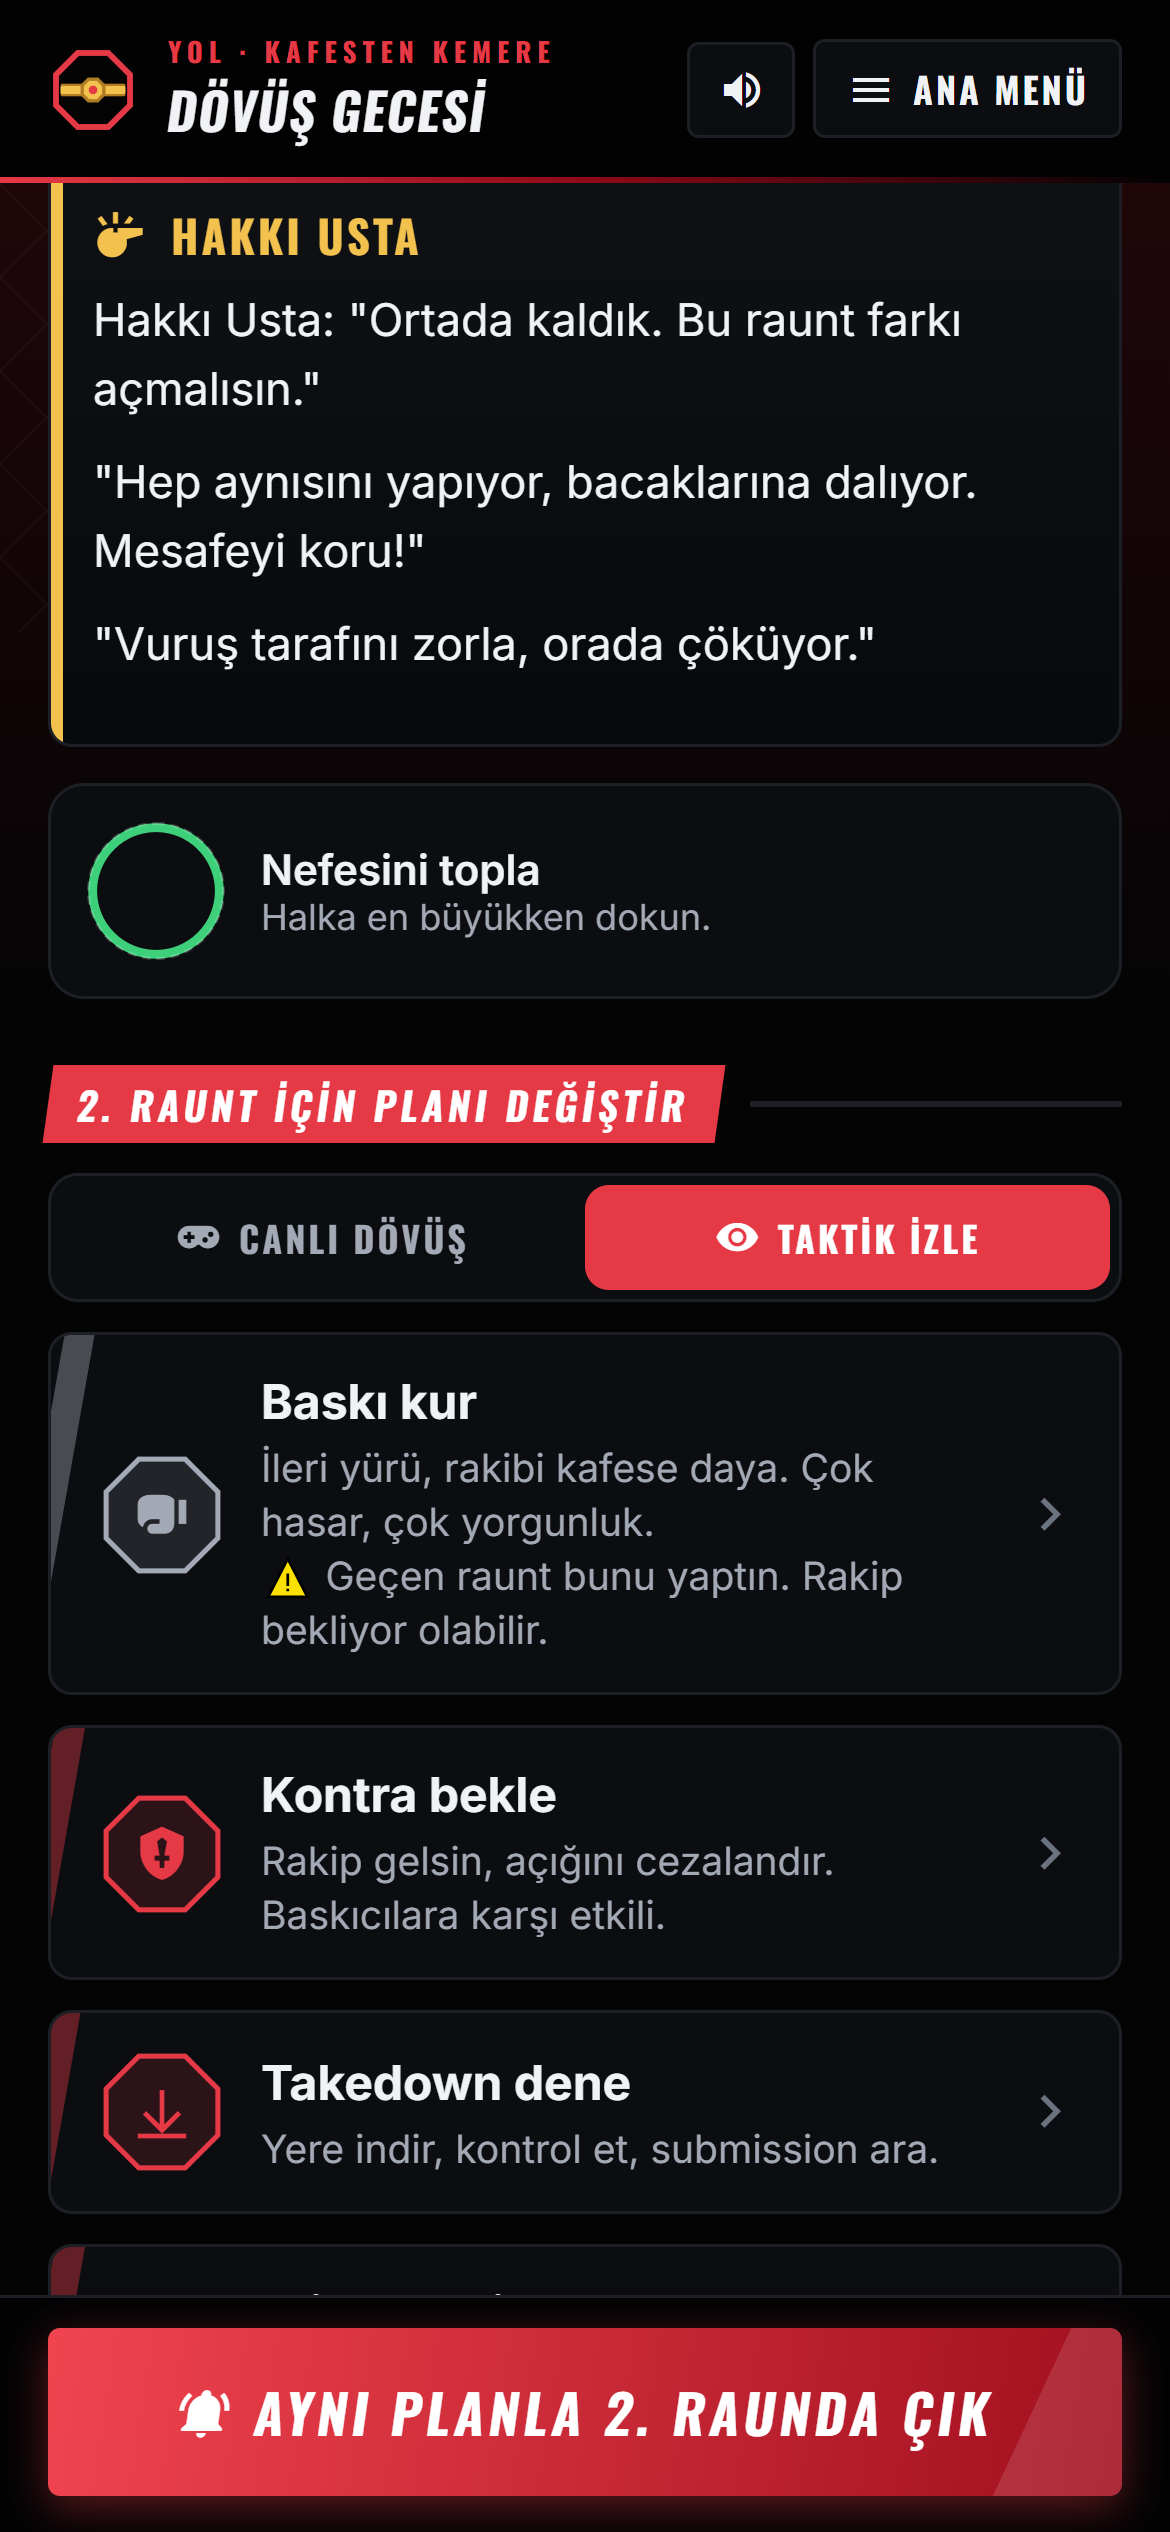 YOL · KAFESTEN KEMERE
DÖVÜŞ GECESİ
ANA MENÜ
HAKKI USTA
Hakkı Usta: "Ortada kaldık. Bu raunt farkı
açmalısın."
"Hep aynısını yapıyor, bacaklarına dalıyor.
Mesafeyi koru!"
"Vuruş tarafını zorla, orada çöküyor."
Nefesini topla
Halka en büyükken dokun.
2. RAUNT İÇİN PLANI DEĞİŞTİR
CANLI DÖVÜŞ
TAKTİK İZLE
Baskı kur
İleri yürü, rakibi kafese daya. Çok
hasar, çok yorgunluk.
⚠ Geçen raunt bunu yaptın. Rakip
bekliyor olabilir.
Kontra bekle
Rakip gelsin, açığını cezalandır.
Baskıcılara karşı etkili.
Takedown dene
Yere indir, kontrol et, submission ara.
AYNI PLANLA 2. RAUNDA ÇIK